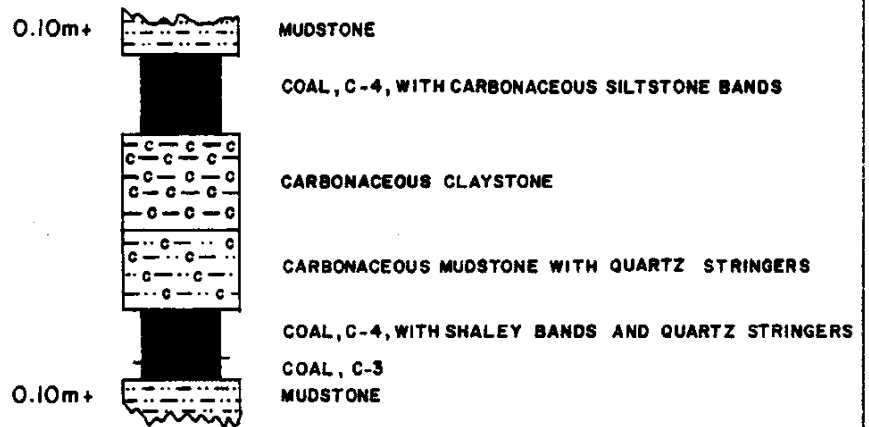 0.10m+ MUDSTONE
COAL, C-4, WITH CARBONACEOUS SILTSTONE BANDS
CARBONACEOUS CLAYSTONE
CARBONACEOUS MUDSTONE WITH QUARTZ STRINGERS
COAL, C-4, WITH SHALEY BANDS AND QUARTZ STRINGERS
COAL, C-3
0.10m+ MUDSTONE